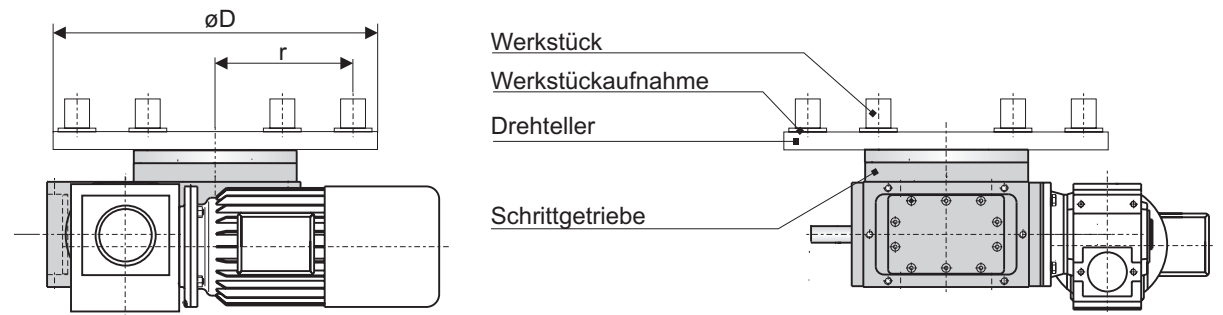 øD
r
Werkstück
Werkstückaufnahme
Drehteller
Schrittgetriebe